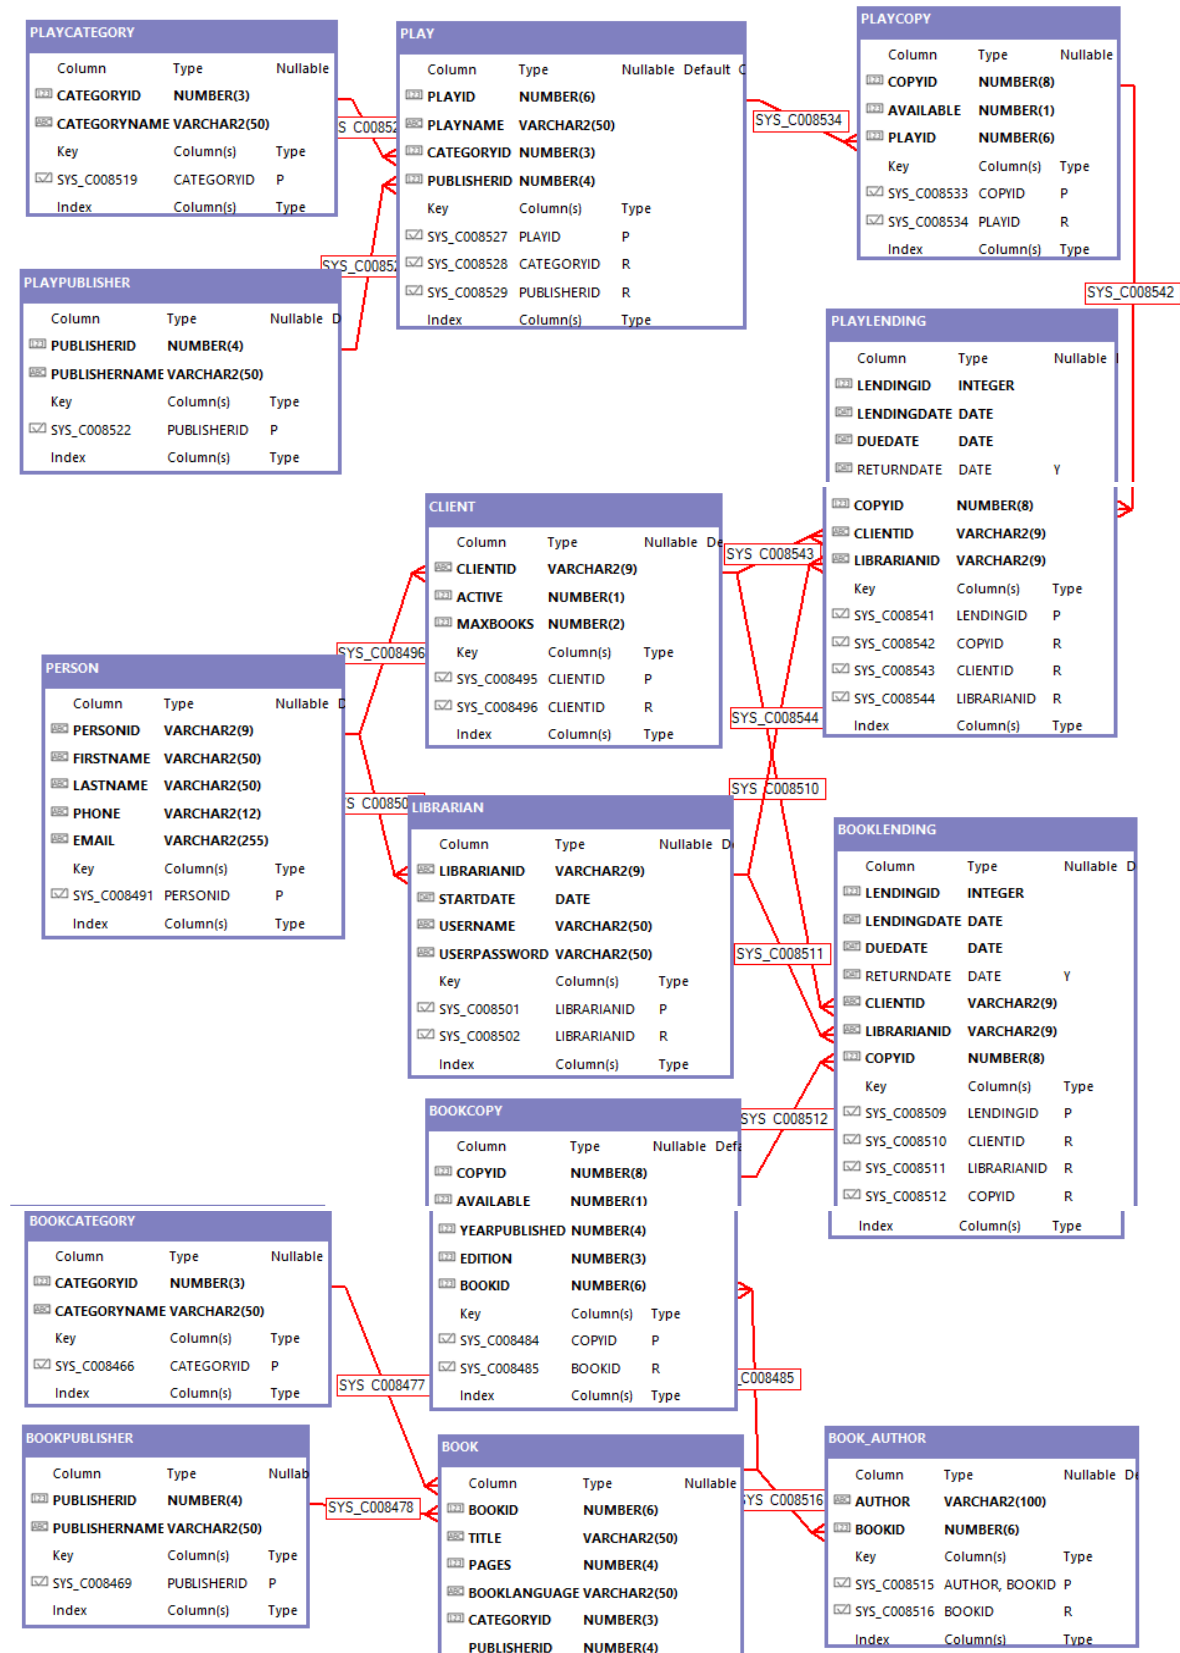 PLAYCATEGORY
Column Type Nullable
CATEGORYID NUMBER(3)
CATEGORYNAME VARCHAR2(50)
Key Column(s) Type
SYS_C008519 CATEGORYID P
Index Column(s) Type
PLAY
Column Type Nullable Default
PLAYID NUMBER(6)
PLAYNAME VARCHAR2(50)
CATEGORYID NUMBER(3)
PUBLISHERID NUMBER(4)
Key Column(s) Type
SYS_C008527 PLAYID P
SYS_C008528 CATEGORYID R
SYS_C008529 PUBLISHERID R
Index Column(s) Type
PLAYCOPY
Column Type Nullable
COPYID NUMBER(8)
AVAILABLE NUMBER(1)
PLAYID NUMBER(6)
Key Column(s) Type
SYS_C008533 COPYID P
SYS_C008534 PLAYID R
Index Column(s) Type
SYS_C008534
SYS_C008542
PLAYPUBLISHER
Column Type Nullable D
PUBLISHERID NUMBER(4)
PUBLISHERNAME VARCHAR2(50)
Key Column(s) Type
SYS_C008522 PUBLISHERID P
Index Column(s) Type
PLAYLENDING
Column Type Nullable
LENDINGID INTEGER
LENDINGDATE DATE
DUEDATE DATE
RETURNDATE DATE Y
COPYID NUMBER(8)
CLIENTID VARCHAR2(9)
LIBRARIANID VARCHAR2(9)
Key Column(s) Type
SYS_C008541 LENDINGID P
SYS_C008542 COPYID R
SYS_C008543 CLIENTID R
SYS_C008544 LIBRARIANID R
Index Column(s) Type
CLIENT
Column Type Nullable De
CLIENTID VARCHAR2(9)
ACTIVE NUMBER(1)
MAXBOOKS NUMBER(2)
Key Column(s) Type
SYS_C008495 CLIENTID P
SYS_C008496 CLIENTID R
Index Column(s) Type
SYS_C008543
SYS_C008496
SYS_C008544
SYS_C008510
SYS_C008511
PERSON
Column Type Nullable D
PERSONID VARCHAR2(9)
FIRSTNAME VARCHAR2(50)
LASTNAME VARCHAR2(50)
PHONE VARCHAR2(12)
EMAIL VARCHAR2(255)
Key Column(s) Type
SYS_C008491 PERSONID P
Index Column(s) Type
LIBRARIAN
Column Type Nullable D
LIBRARIANID VARCHAR2(9)
STARTDATE DATE
USERNAME VARCHAR2(50)
USERPASSWORD VARCHAR2(50)
Key Column(s) Type
SYS_C008501 LIBRARIANID P
SYS_C008502 LIBRARIANID R
Index Column(s) Type
BOOKLENDING
Column Type Nullable D
LENDINGID INTEGER
LENDINGDATE DATE
DUEDATE DATE
RETURNDATE DATE Y
CLIENTID VARCHAR2(9)
LIBRARIANID VARCHAR2(9)
COPYID NUMBER(8)
Key Column(s) Type
SYS_C008509 LENDINGID P
SYS_C008510 CLIENTID R
SYS_C008511 LIBRARIANID R
SYS_C008512 COPYID R
Index Column(s) Type
BOOKCOPY
Column Type Nullable Defa
COPYID NUMBER(8)
AVAILABLE NUMBER(1)
YEARPUBLISHED NUMBER(4)
EDITION NUMBER(3)
BOOKID NUMBER(6)
Key Column(s) Type
SYS_C008484 COPYID P
SYS_C008485 BOOKID R
Index Column(s) Type
SYS_C008512
_C008485
BOOKCATEGORY
Column Type Nullable
CATEGORYID NUMBER(3)
CATEGORYNAME VARCHAR2(50)
Key Column(s) Type
SYS_C008466 CATEGORYID P
Index Column(s) Type
SYS_C008477
BOOKPUBLISHER
Column Type Nullab
PUBLISHERID NUMBER(4)
PUBLISHERNAME VARCHAR2(50)
Key Column(s) Type
SYS_C008469 PUBLISHERID P
Index Column(s) Type
SYS_C008478
BOOK
Column Type Nullable
BOOKID NUMBER(6)
TITLE VARCHAR2(50)
PAGES NUMBER(4)
BOOKLANGUAGE VARCHAR2(50)
CATEGORYID NUMBER(3)
PUBLISHERID NUMBER(4)
YS_C008516
BOOK_AUTHOR
Column Type Nullable De
AUTHOR VARCHAR2(100)
BOOKID NUMBER(6)
Key Column(s) Type
SYS_C008515 AUTHOR, BOOKID P
SYS_C008516 BOOKID R
Index Column(s) Type